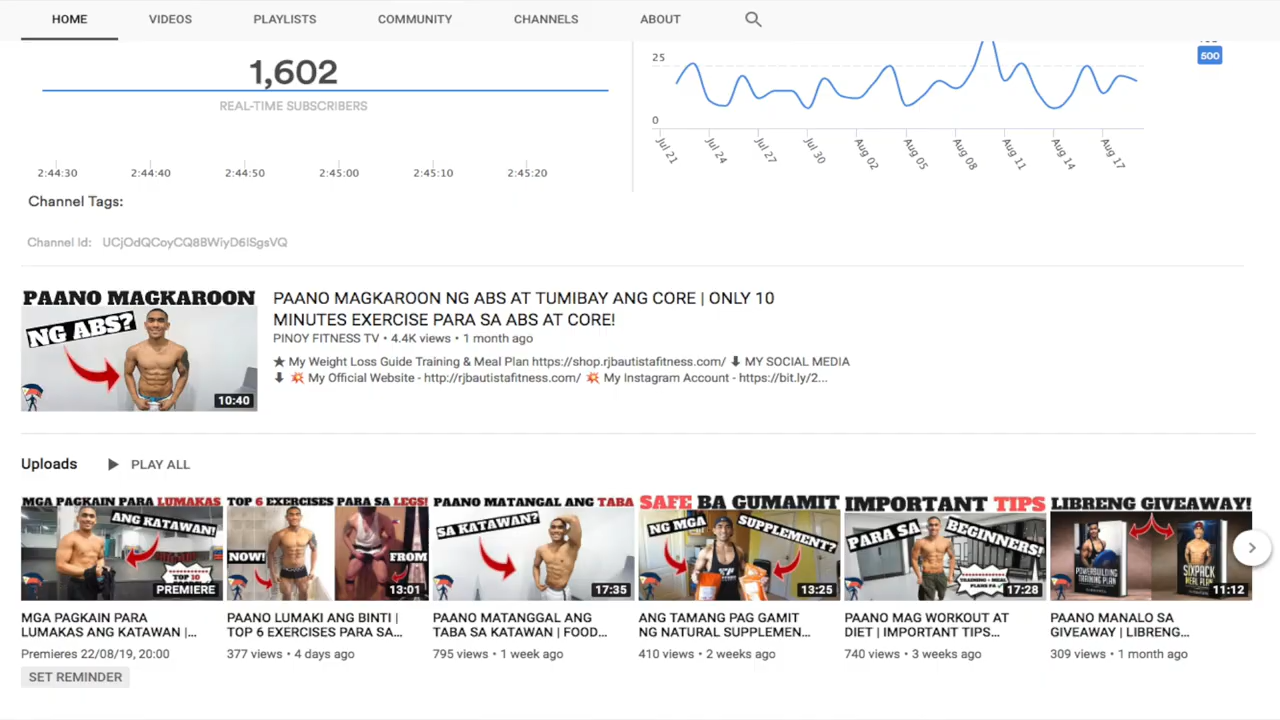 HOME VIDEOS PLAYLISTS COMMUNITY CHANNELS ABOUT
1,602
REAL-TIME SUBSCRIBERS
2:44:30 2:44:40 2:44:50 2:45:00 2:45:10 2:45:20
25
0
Jul 21 Jul 24 Jul 27 Jul 30 Aug 02 Aug 05 Aug 08 Aug 11 Aug 14 Aug 17
500
Channel Tags:
Channel Id: UCjOdQCoyCQ8BWiyD6ISgsVQ
PAANO MAGKAROON
NG ABS?
10:40
PAANO MAGKAROON NG ABS AT TUMIBAY ANG CORE | ONLY 10
MINUTES EXERCISE PARA SA ABS AT CORE!
PINOY FITNESS TV • 4.4K views • 1 month ago
★ My Weight Loss Guide Training & Meal Plan https://shop.rjbautistafitness.com/ ⬇ MY SOCIAL MEDIA
⬇ 💥 My Official Website - http://rjbautistafitness.com/ 💥 My Instagram Account - https://bit.ly/2...
Uploads ▶ PLAY ALL
MGA PAGKAIN PARA LUMAKAS
ANG KATAWAN!
TOP 10
PREMIERE
MGA PAGKAIN PARA
LUMAKAS ANG KATAWAN |...
Premieres 22/08/19, 20:00
SET REMINDER
TOP 6 EXERCISES PARA SA LEGS!
NOW!
FROM
13:01
PAANO LUMAKI ANG BINTI |
TOP 6 EXERCISES PARA SA...
377 views • 4 days ago
PAANO MATANGAL ANG TABA
SA KATAWAN?
17:35
PAANO MATANGGAL ANG
TABA SA KATAWAN | FOOD...
795 views • 1 week ago
SAFE BA GUMAMIT
NG MGA SUPPLEMENT?
13:25
ANG TAMANG PAG GAMIT
NG NATURAL SUPPLEMEN...
410 views • 2 weeks ago
IMPORTANT TIPS
PARA SA BEGINNERS!
TRAINING + MEAL
17:28
PAANO MAG WORKOUT AT
DIET | IMPORTANT TIPS...
740 views • 3 weeks ago
LIBRENG GIVEAWAY!
POWERBUILDING
TRAINING PLAN
SIXPACK
MEAL PLAN
11:12
PAANO MANALO SA
GIVEAWAY | LIBRENG...
309 views • 1 month ago